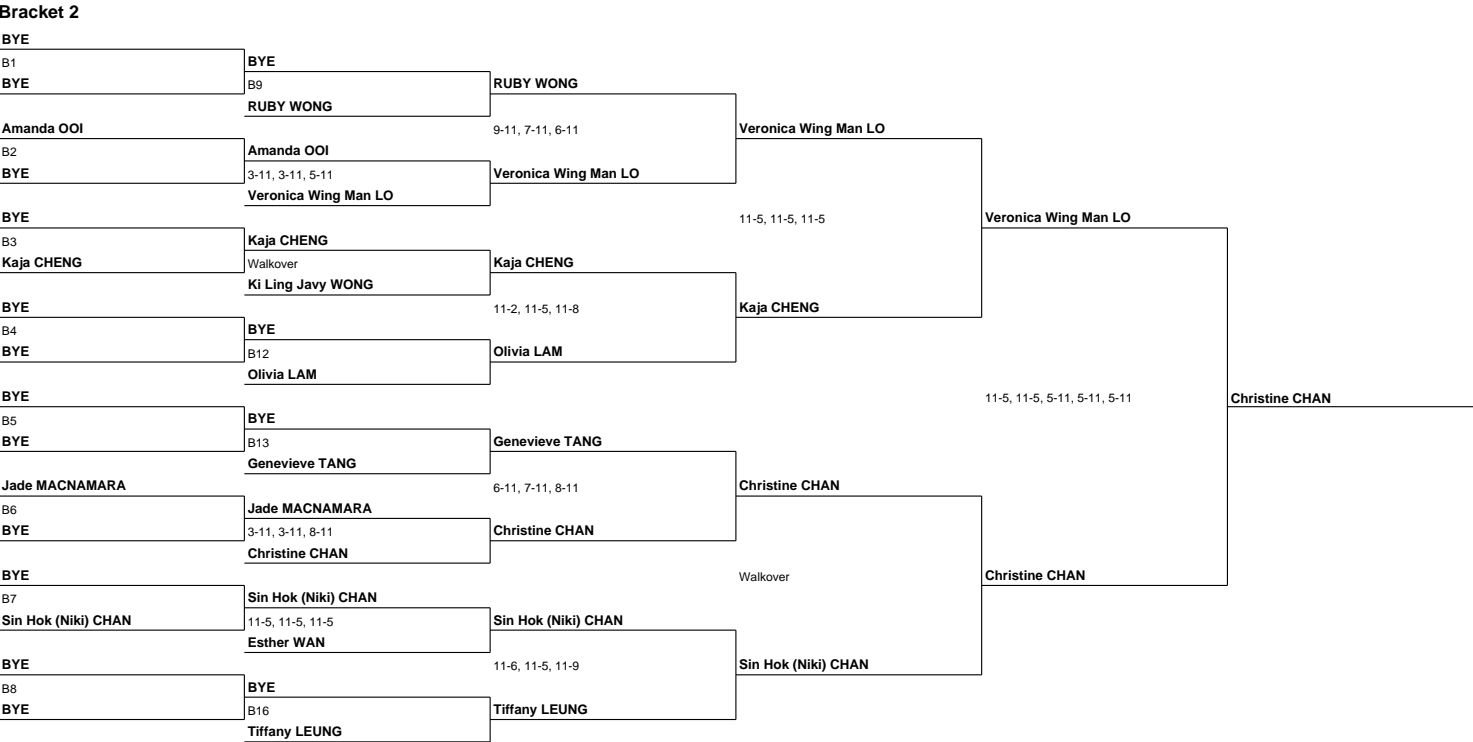 Bracket 2
BYE
B1
BYE
BYE
B9
RUBY WONG
RUBY WONG
Amanda OOI
9-11, 7-11, 6-11
Veronica Wing Man LO
B2
Amanda OOI
BYE
3-11, 3-11, 5-11
Veronica Wing Man LO
Veronica Wing Man LO
BYE
11-5, 11-5, 11-5
Veronica Wing Man LO
B3
Kaja CHENG
Kaja CHENG
Walkover
Kaja CHENG
Ki Ling Javy WONG
BYE
11-2, 11-5, 11-8
Kaja CHENG
B4
BYE
BYE
B12
Olivia LAM
Olivia LAM
BYE
11-5, 11-5, 5-11, 5-11, 5-11
Christine CHAN
B5
BYE
BYE
B13
Genevieve TANG
Genevieve TANG
Jade MACNAMARA
6-11, 7-11, 8-11
Christine CHAN
B6
Jade MACNAMARA
BYE
3-11, 3-11, 8-11
Christine CHAN
Christine CHAN
BYE
Walkover
Christine CHAN
B7
Sin Hok (Niki) CHAN
Sin Hok (Niki) CHAN
11-5, 11-5, 11-5
Sin Hok (Niki) CHAN
Esther WAN
BYE
11-6, 11-5, 11-9
Sin Hok (Niki) CHAN
B8
BYE
BYE
B16
Tiffany LEUNG
Tiffany LEUNG